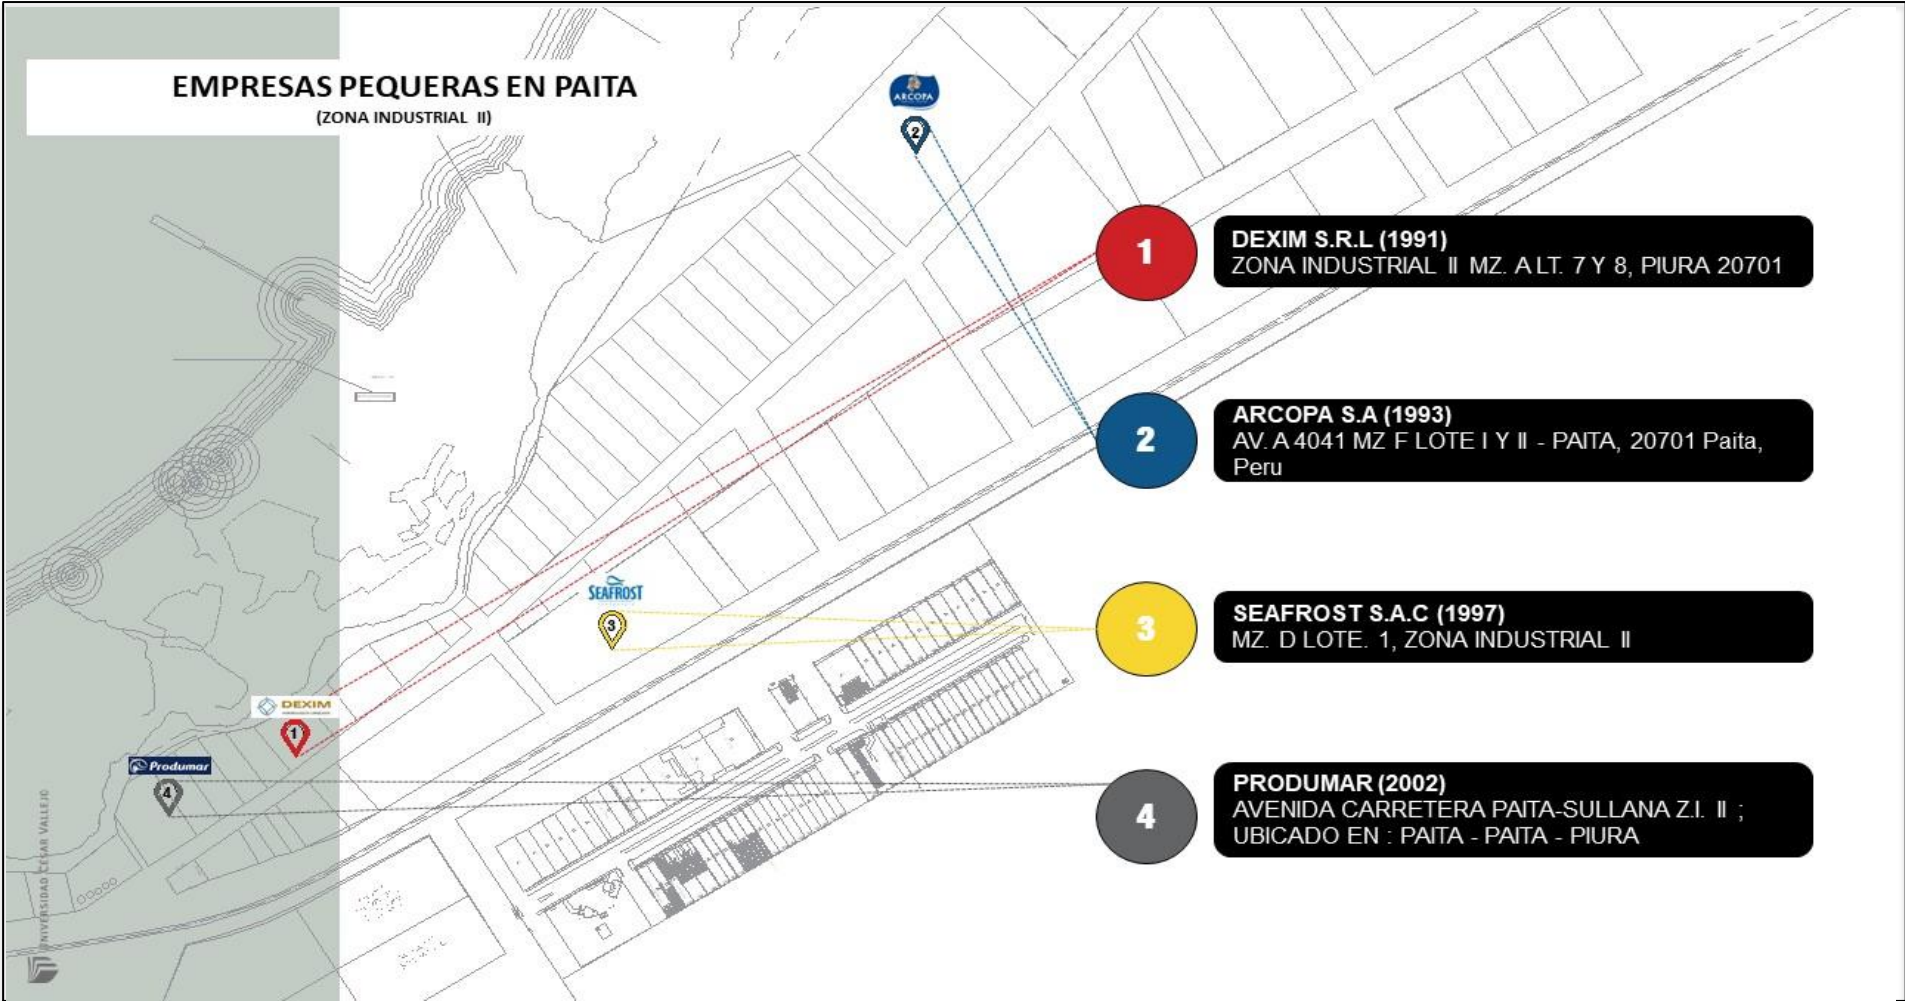 EMPRESAS PEQUERAS EN PAITA
(ZONA INDUSTRIAL II)
ARCOPA
2
1
DEXIM S.R.L (1991)
ZONA INDUSTRIAL II MZ. A LT. 7 Y 8, PIURA 20701
2
ARCOPA S.A (1993)
AV. A 4041 MZ F LOTE I Y II - PAITA, 20701 Paita,
Peru
SEAFROST
3
3
SEAFROST S.A.C (1997)
MZ. D LOTE. 1, ZONA INDUSTRIAL II
DEXIM
1
Produmar
4
4
PRODUMAR (2002)
AVENIDA CARRETERA PAITA-SULLANA Z.I. II ;
UBICADO EN : PAITA - PAITA - PIURA
UNIVERSIDAD CÉSAR VALLEJO